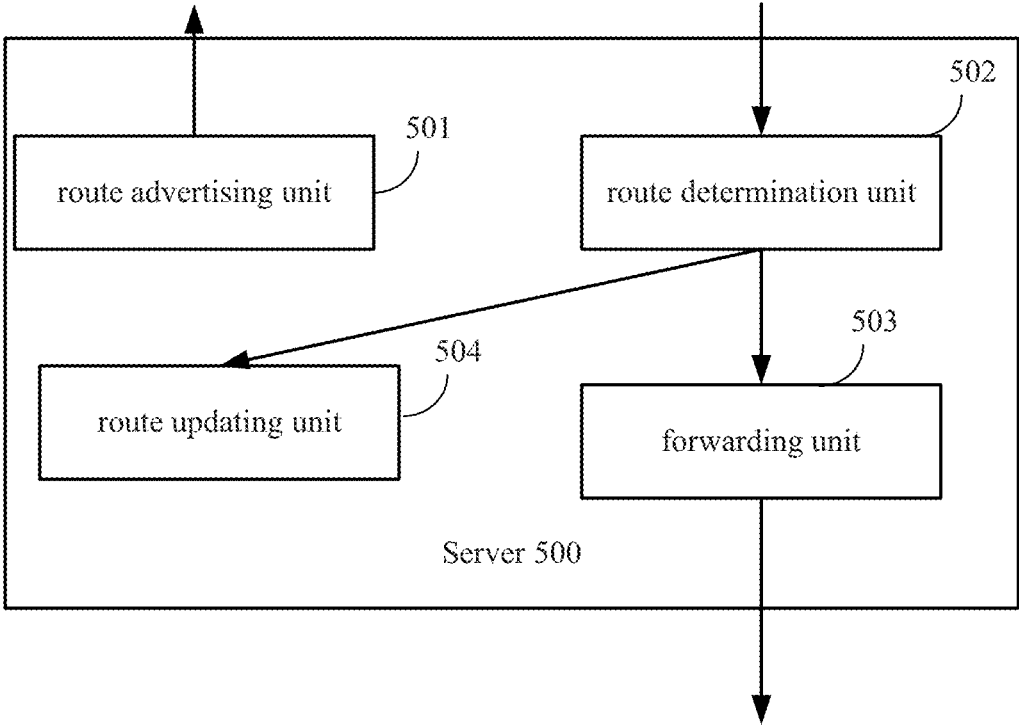 502
501
route advertising unit
route determination unit
503
504
route updating unit
forwarding unit
Server 500